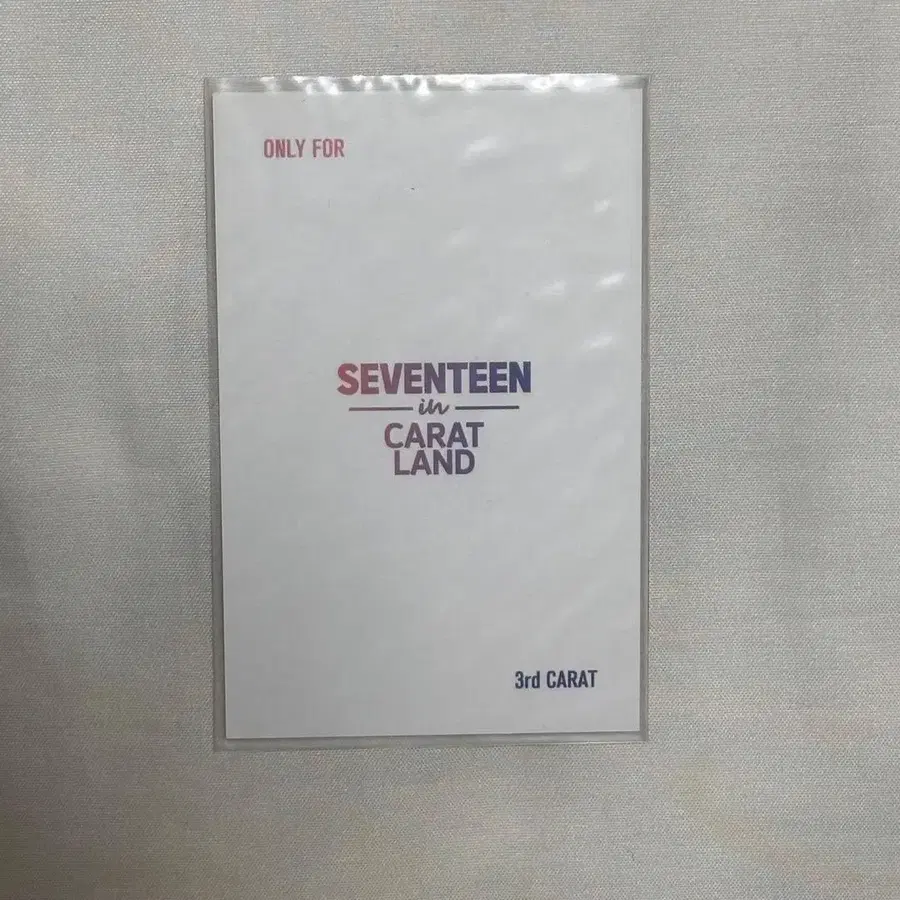 ONLY FOR
SEVENTEEN
in
CARAT
LAND
3rd CARAT